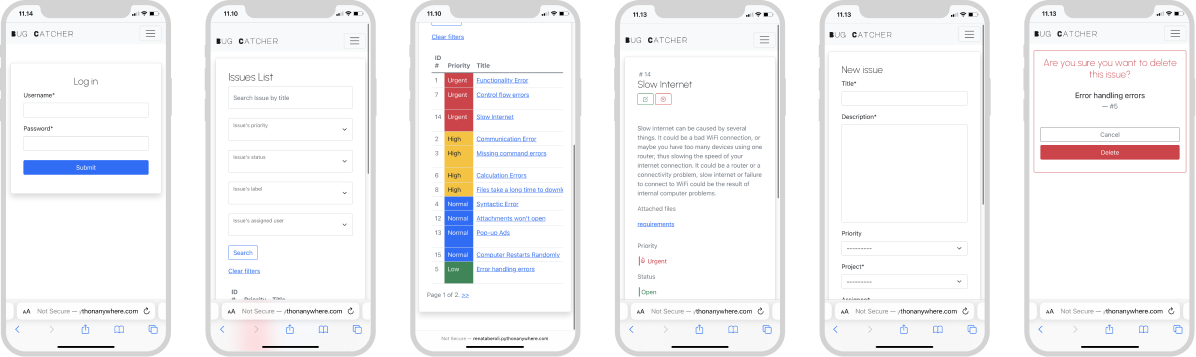 11.14
BUG CATCHER
Log in
Username*
Password*
Submit
AA Not Secure — /thonanywhere.com
11.10
BUG CATCHER
Issues List
Search Issue by title
Issue's priority
Issue's status
Issue's label
Issue's assigned user
Search
Clear filters
ID
# Priority Title
AA Not Secure — /thonanywhere.com
11.10
Clear filters
ID
# Priority Title
1 Urgent Functionality Error
7 Urgent Control flow errors
14 Urgent Slow Internet
2 High Communication Error
3 High Missing command errors
6 High Calculation Errors
8 High Files take a long time to downl
4 Normal Syntactic Error
12 Normal Attachments won't open
13 Normal Pop-up Ads
15 Normal Computer Restarts Randomly
5 Low Error handling errors
Page 1 of 2. >>
Not Secure — renataberoli.pythonanywhere.com
11.13
BUG CATCHER
# 14
Slow Internet
Slow Internet can be caused by several
things. It could be a bad WiFi connection, or
maybe you have too many devices using one
router, thus slowing the speed of your
internet connection. It could be a router or a
connectivity problem, slow internet or failure
to connect to WiFi could be the result of
internal computer problems.
Attached files
requirements
Priority
Urgent
Status
Open
AA Not Secure — /thonanywhere.com
11.13
BUG CATCHER
New issue
Title*
Description*
Priority
---------
Project*
---------
Assignee*
AA Not Secure — /thonanywhere.com
11.13
BUG CATCHER
Are you sure you want to delete
this issue?
Error handling errors
— #5
Cancel
Delete
AA Not Secure — /thonanywhere.com